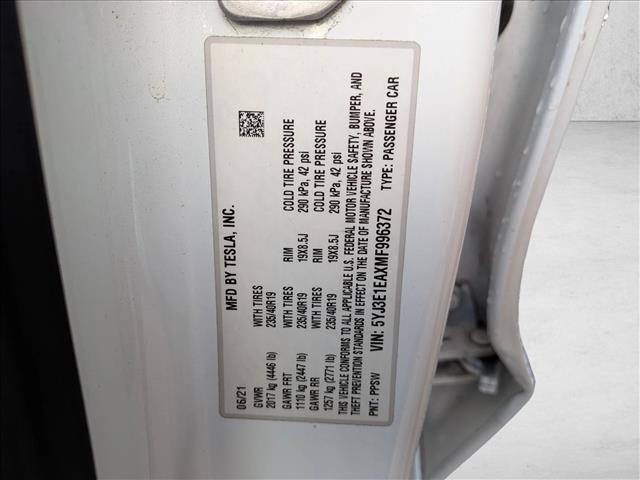 MFD BY TESLA, INC.
06/21
GVWR WITH TIRES RIM COLD TIRE PRESSURE
2017 kg (4446 lb) 235/40R19 19X8.5J 290 kPa, 42 psi
GAWR FRT WITH TIRES RIM COLD TIRE PRESSURE
1110 kg (2447 lb) 235/40R19 19X8.5J 290 kPa, 42 psi
GAWR RR
1257 kg (2771 lb) 235/40R19
THIS VEHICLE CONFORMS TO ALL APPLICABLE U.S. FEDERAL MOTOR VEHICLE SAFETY, BUMPER, AND
THEFT PREVENTION STANDARDS IN EFFECT ON THE DATE OF MANUFACTURE SHOWN ABOVE.
VIN: 5YJ3E1EAXMF996372 TYPE: PASSENGER CAR
PNT: PPSW